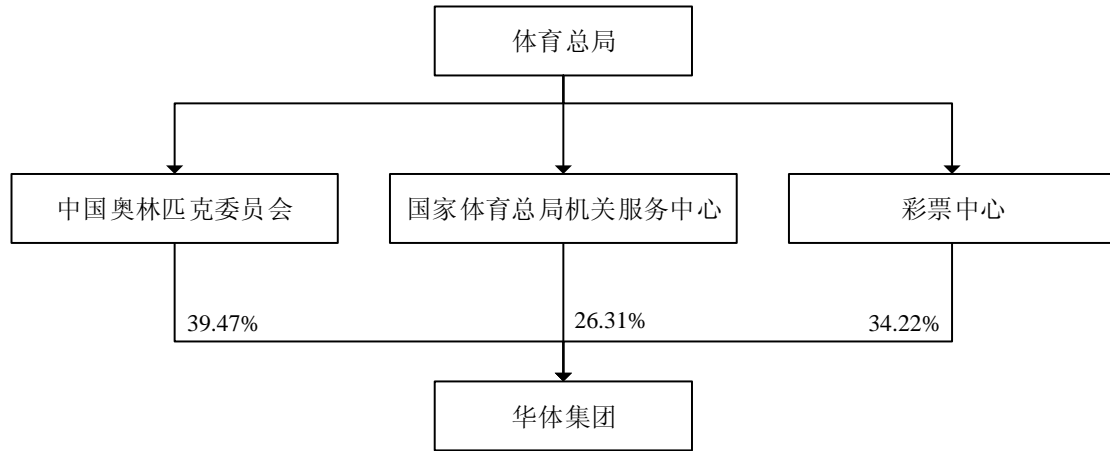 体育总局
中国奥林匹克委员会
国家体育总局机关服务中心
彩票中心
39.47%
26.31%
34.22%
华体集团